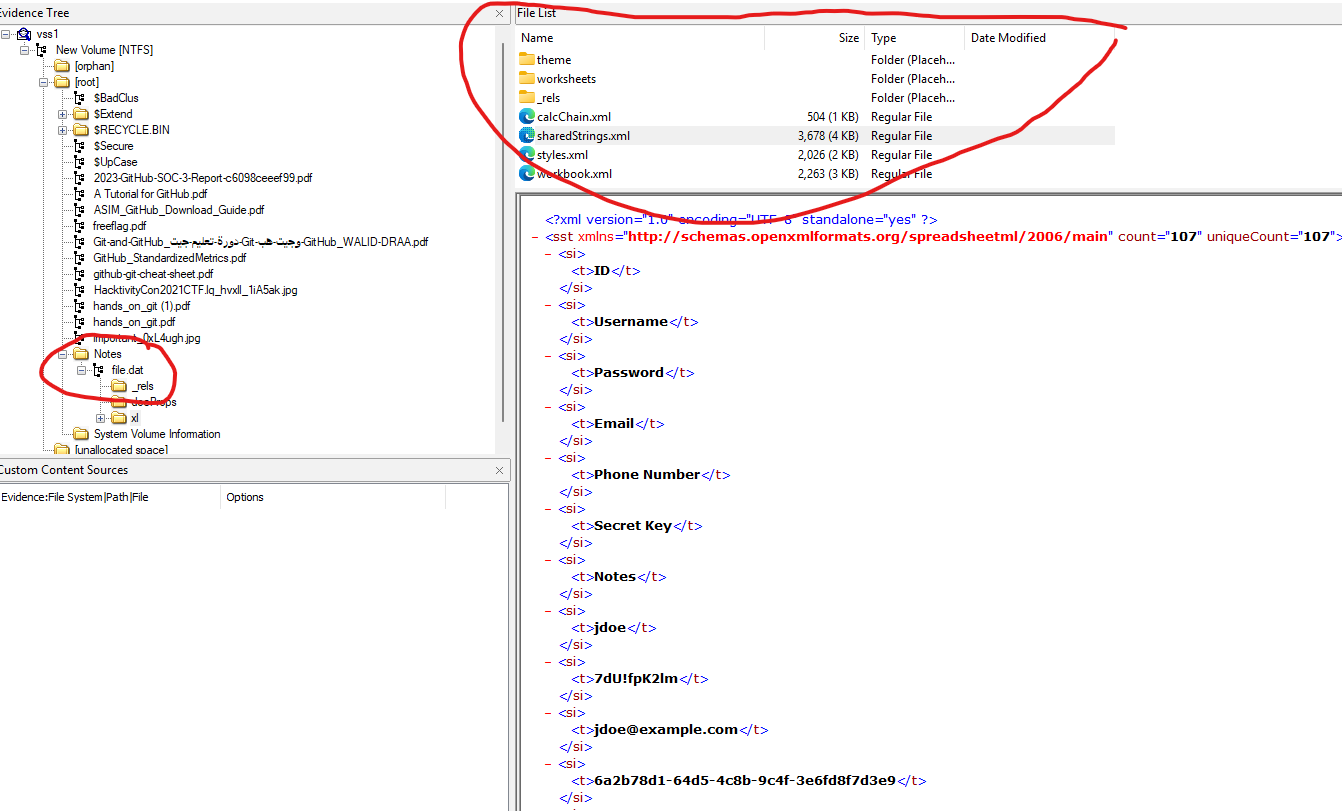 Evidence Tree
vss1
New Volume [NTFS]
[orphan]
[root]
$BadClus
$Extend
$RECYCLE.BIN
$Secure
$UpCase
2023-GitHub-SOC-3-Report-c6098ceeef99.pdf
A Tutorial for GitHub.pdf
ASIM_GitHub_Download_Guide.pdf
freeflag.pdf
Git-and-GitHub_دورة-تعليم-جيت-Git-وجيت-هب-GitHub_WALID-DRAA.pdf
GitHub_StandardizedMetrics.pdf
github-git-cheat-sheet.pdf
HacktivityCon2021CTF.lq_hvxll_1iA5ak.jpg
hands_on_git (1).pdf
hands_on_git.pdf
important_0xL4ugh.jpg
Notes
file.dat
_rels
docProps
xl
System Volume Information
[unallocated space]
Custom Content Sources
Evidence:File System|Path|File Options
File List
Name Size Type Date Modified
theme Folder (Placeh...
worksheets Folder (Placeh...
_rels Folder (Placeh...
calcChain.xml 504 (1 KB) Regular File
sharedStrings.xml 3,678 (4 KB) Regular File
styles.xml 2,026 (2 KB) Regular File
workbook.xml 2,263 (3 KB) Regular File
<?xml version="1.0" encoding="UTF-8" standalone="yes" ?>
- <sst xmlns="http://schemas.openxmlformats.org/spreadsheetml/2006/main" count="107" uniqueCount="107">
- <si>
<t>ID</t>
</si>
- <si>
<t>Username</t>
</si>
- <si>
<t>Password</t>
</si>
- <si>
<t>Email</t>
</si>
- <si>
<t>Phone Number</t>
</si>
- <si>
<t>Secret Key</t>
</si>
- <si>
<t>Notes</t>
</si>
- <si>
<t>jdoe</t>
</si>
- <si>
<t>7dU!fpK2lm</t>
</si>
- <si>
<t>jdoe@example.com</t>
</si>
- <si>
<t>6a2b78d1-64d5-4c8b-9c4f-3e6fd8f7d3e9</t>
</si>